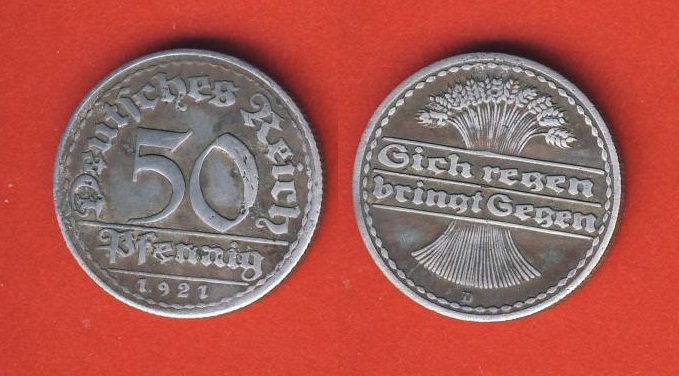 Deutsches Reich
50
Pfennig
1921
Sich regen
bringt Segen
D